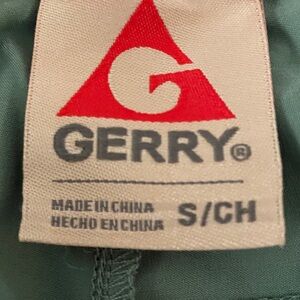 G
GERRY®
MADE IN CHINA
HECHO EN CHINA
S/CH